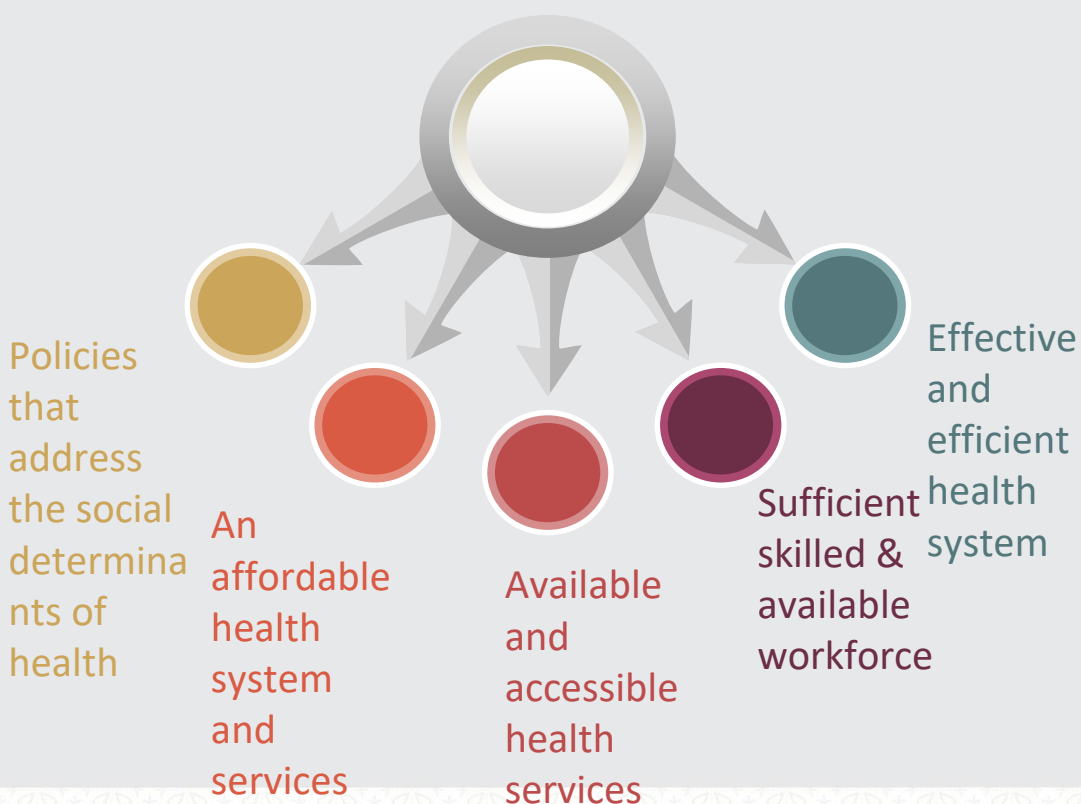 Policies
that
address
the social
determina
nts of
health
An
affordable
health
system
and
services
Available
and
accessible
health
services
Sufficient
skilled &
available
workforce
Effective
and
efficient
health
system